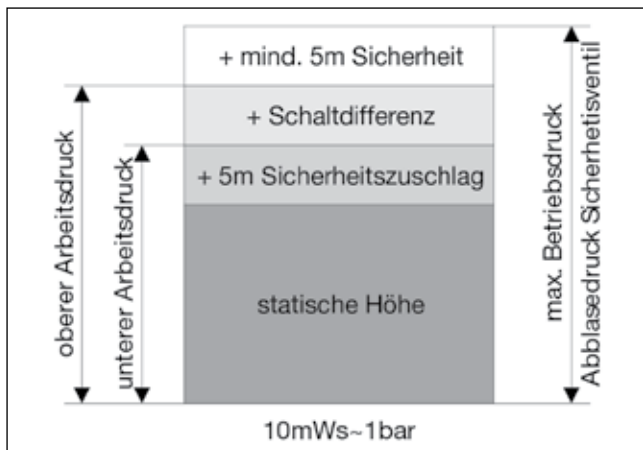 + mind. 5m Sicherheit
+ Schaltdifferenz
+ 5m Sicherheitszuschlag
statische Höhe
oberer Arbeitsdruck
unterer Arbeitsdruck
max. Betriebsdruck
Abblasedruck Sicherhetisventil
10mWs~1bar